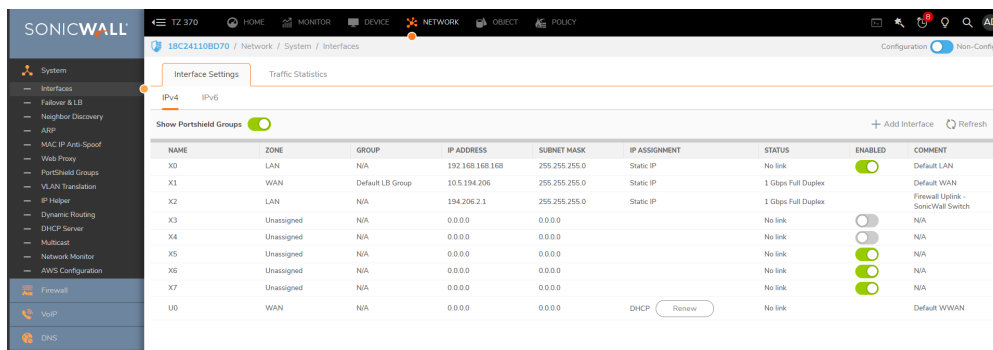 SONICWALL
TZ 370
HOME
MONITOR
DEVICE
NETWORK
OBJECT
POLICY
8
18C24110BD70 / Network / System / Interfaces
Configuration
Non-Confi
System
Interfaces
Failover & LB
Neighbor Discovery
ARP
MAC IP Anti-Spoof
Web Proxy
PortShield Groups
VLAN Translation
IP Helper
Dynamic Routing
DHCP Server
Multicast
Network Monitor
AWS Configuration
Firewall
VoIP
DNS
Interface Settings
Traffic Statistics
IPv4
IPv6
Show Portshield Groups
Add Interface
Refresh
NAME ZONE GROUP IP ADDRESS SUBNET MASK IP ASSIGNMENT STATUS ENABLED COMMENT
X0 LAN N/A 192.168.168.168 255.255.255.0 Static IP No link Default LAN
X1 WAN Default LB Group 10.5.194.206 255.255.255.0 Static IP 1 Gbps Full Duplex Default WAN
X2 LAN N/A 194.206.2.1 255.255.255.0 Static IP 1 Gbps Full Duplex Firewall Uplink -
SonicWall Switch
X3 Unassigned N/A 0.0.0.0 0.0.0.0 No link N/A
X4 Unassigned N/A 0.0.0.0 0.0.0.0 No link N/A
X5 Unassigned N/A 0.0.0.0 0.0.0.0 No link N/A
X6 Unassigned N/A 0.0.0.0 0.0.0.0 No link N/A
X7 Unassigned N/A 0.0.0.0 0.0.0.0 No link N/A
U0 WAN N/A 0.0.0.0 0.0.0.0 DHCP Renew No link Default WWAN